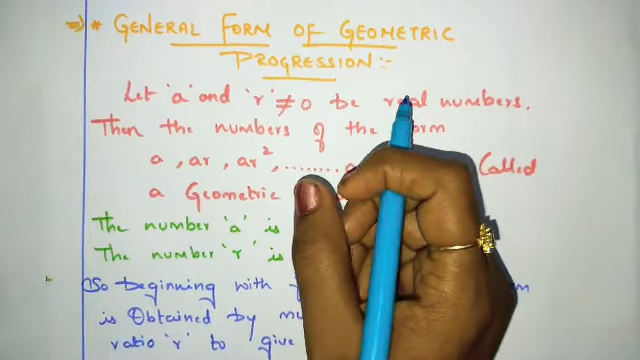 ⇒ * GENERAL FORM OF GEOMETRIC
PROGRESSION :-
Let 'a' and 'r' ≠ 0 be real numbers.
Then the numbers of the form
a, ar, ar², ........ Called
a Geometric
The number 'a' is
The number 'r' is
So beginning with
is Obtained by
ratio 'r' to give